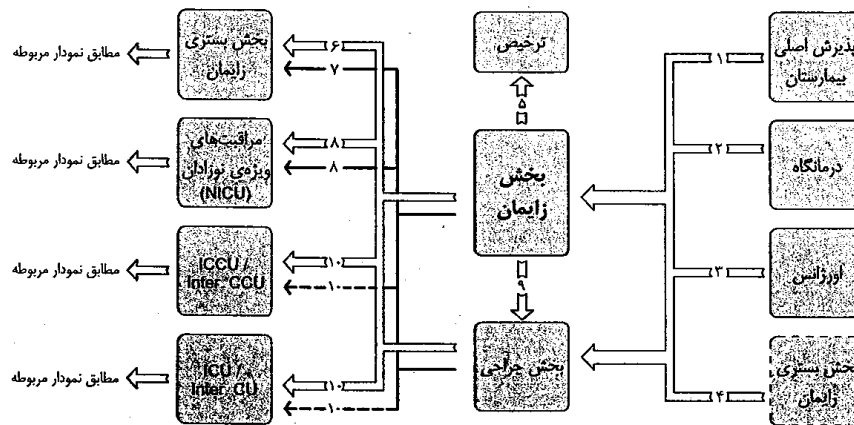 پذیرش اصلی
بیمارستان
۱
درمانگاه
۲
اورژانس
۳
بخش بستری
زایمان
۴
ترخیص
۵
بخش
زایمان
۹
بخش جراحی
بخش بستری
زایمان
۶
۷
مطابق نمودار مربوطه
مراقبت‌های
ویژه‌ی نوزادان
(NICU)
۸
۸
مطابق نمودار مربوطه
ICCU /
Inter. CCU
۱۰
۱۰
مطابق نمودار مربوطه
ICU /
Inter. ICU
۱۰
۱۰
مطابق نمودار مربوطه